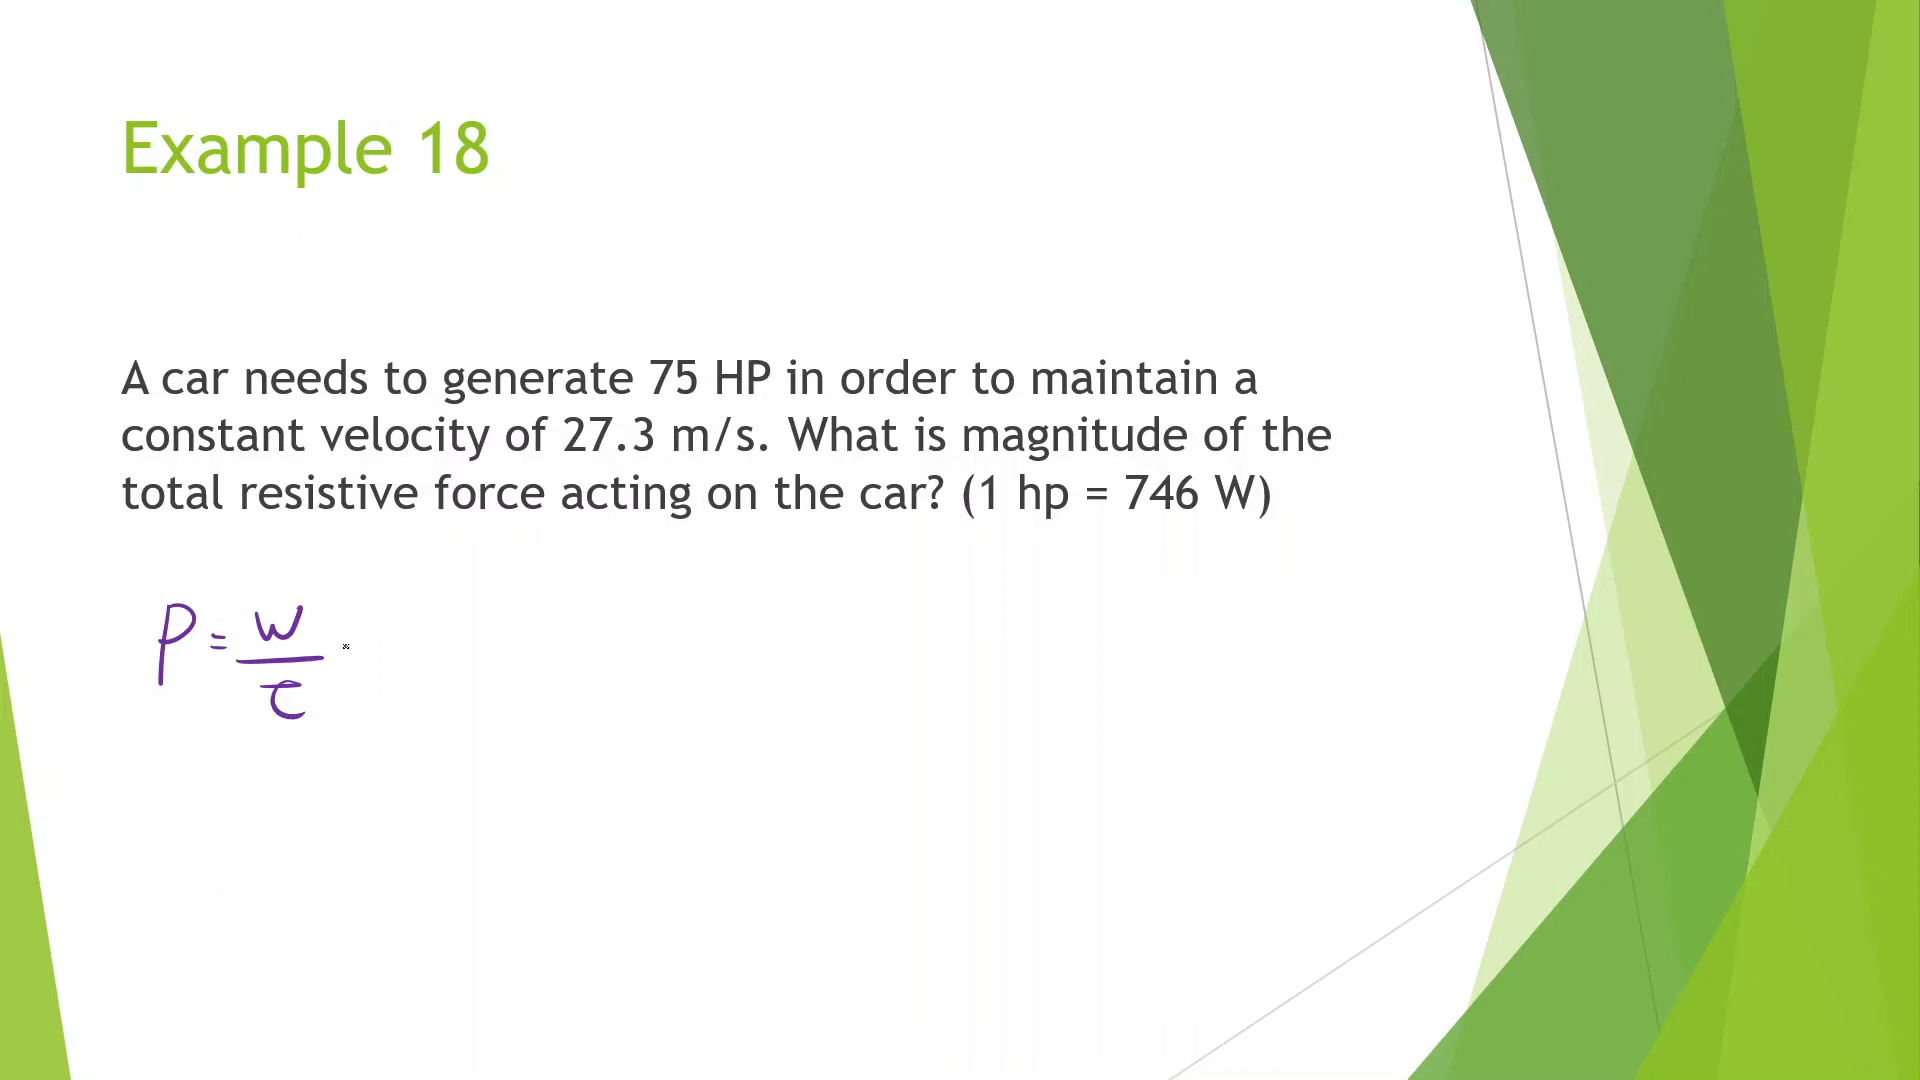 Example 18
A car needs to generate 75 HP in order to maintain a
constant velocity of 27.3 m/s. What is magnitude of the
total resistive force acting on the car? (1 hp = 746 W)
P = W
t